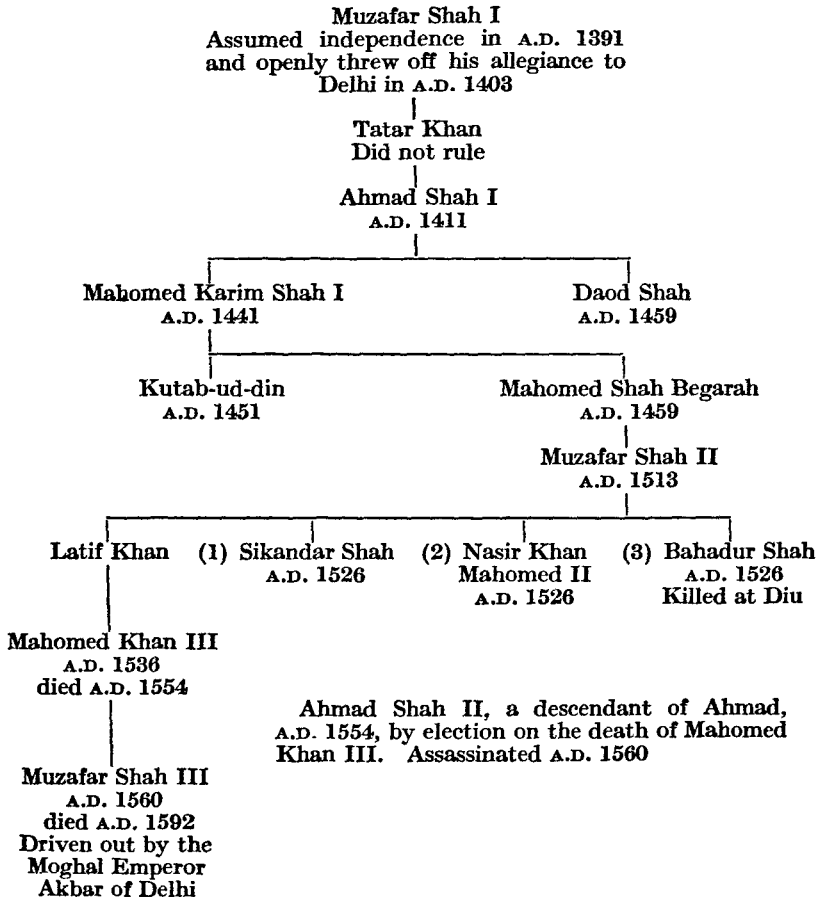 Muzafar Shah I
Assumed independence in A.D. 1391
and openly threw off his allegiance to
Delhi in A.D. 1403
Tatar Khan
Did not rule
Ahmad Shah I
A.D. 1411
Mahomed Karim Shah I
A.D. 1441
Daod Shah
A.D. 1459
Kutab-ud-din
A.D. 1451
Mahomed Shah Begarah
A.D. 1459
Muzafar Shah II
A.D. 1513
Latif Khan
(1) Sikandar Shah
A.D. 1526
(2) Nasir Khan
Mahomed II
A.D. 1526
(3) Bahadur Shah
A.D. 1526
Killed at Diu
Mahomed Khan III
A.D. 1536
died A.D. 1554
Ahmad Shah II, a descendant of Ahmad,
A.D. 1554, by election on the death of Mahomed
Khan III. Assassinated A.D. 1560
Muzafar Shah III
A.D. 1560
died A.D. 1592
Driven out by the
Moghal Emperor
Akbar of Delhi